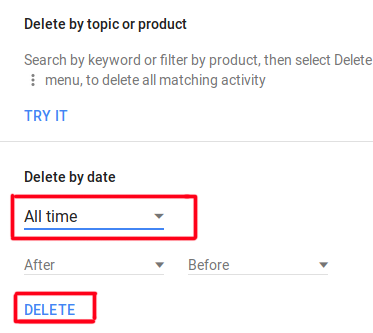 Delete by topic or product
Search by keyword or filter by product, then select Delete
menu, to delete all matching activity
TRY IT
Delete by date
All time
After Before
DELETE